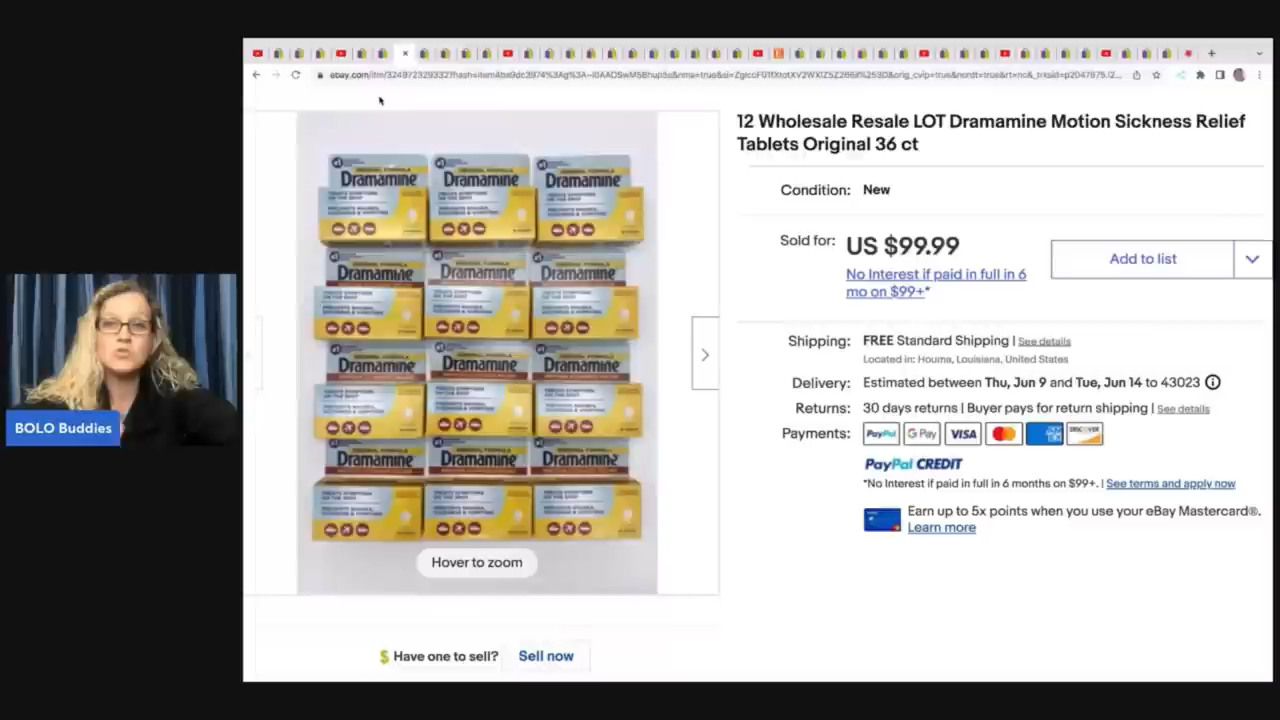 12 Wholesale Resale LOT Dramamine Motion Sickness Relief
Tablets Original 36 ct
Condition: New
Sold for: US $99.99
No Interest if paid in full in 6
mo on $99+*
Add to list
Shipping: FREE Standard Shipping | See details
Located in: Houma, Louisiana, United States
Delivery: Estimated between Thu, Jun 9 and Tue, Jun 14 to 43023
Returns: 30 days returns | Buyer pays for return shipping | See details
Payments: PayPal G Pay VISA DISCOVER
PayPal CREDIT
*No Interest if paid in full in 6 months on $99+. | See terms and apply now
Earn up to 5x points when you use your eBay Mastercard®.
Learn more
Dramamine Dramamine Dramamine
Dramamine Dramamine Dramamine
Dramamine Dramamine Dramamine
Dramamine Dramamine Dramamine
Hover to zoom
$ Have one to sell? Sell now
BOLO Buddies